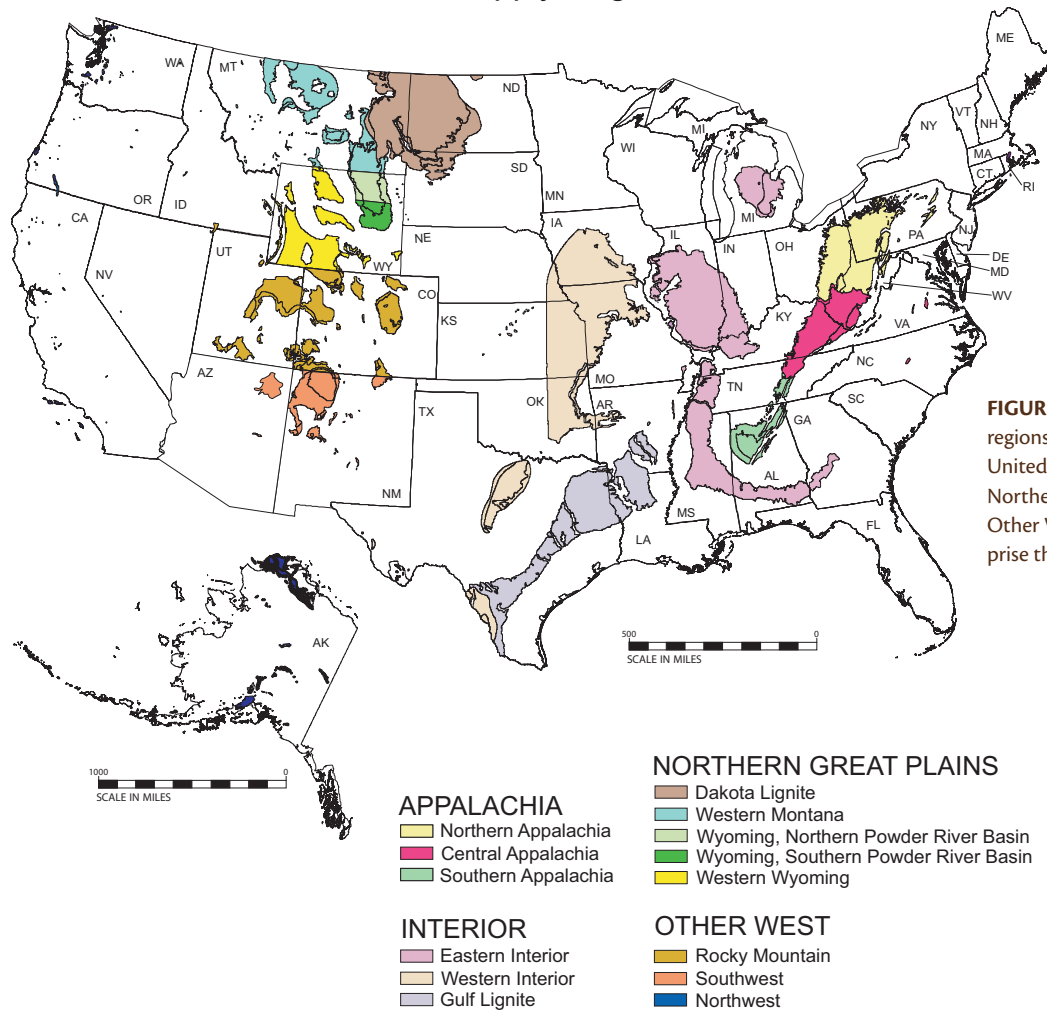 WA
MT
ND
ME
VT
NH
NY
MA
CT
RI
MI
WI
SD
MN
OR
ID
CA
NV
UT
WY
NE
IA
IL
IN
OH
MI
PA
NJ
DE
MD
WV
CO
KS
MO
KY
VA
NC
AZ
NM
TX
OK
AR
TN
SC
GA
AL
MS
LA
FL
AK
FIGUR
regions
United
Northe
Other
prise th
500 0
SCALE IN MILES
1000 0
SCALE IN MILES
APPALACHIA
Northern Appalachia
Central Appalachia
Southern Appalachia
INTERIOR
Eastern Interior
Western Interior
Gulf Lignite
NORTHERN GREAT PLAINS
Dakota Lignite
Western Montana
Wyoming, Northern Powder River Basin
Wyoming, Southern Powder River Basin
Western Wyoming
OTHER WEST
Rocky Mountain
Southwest
Northwest